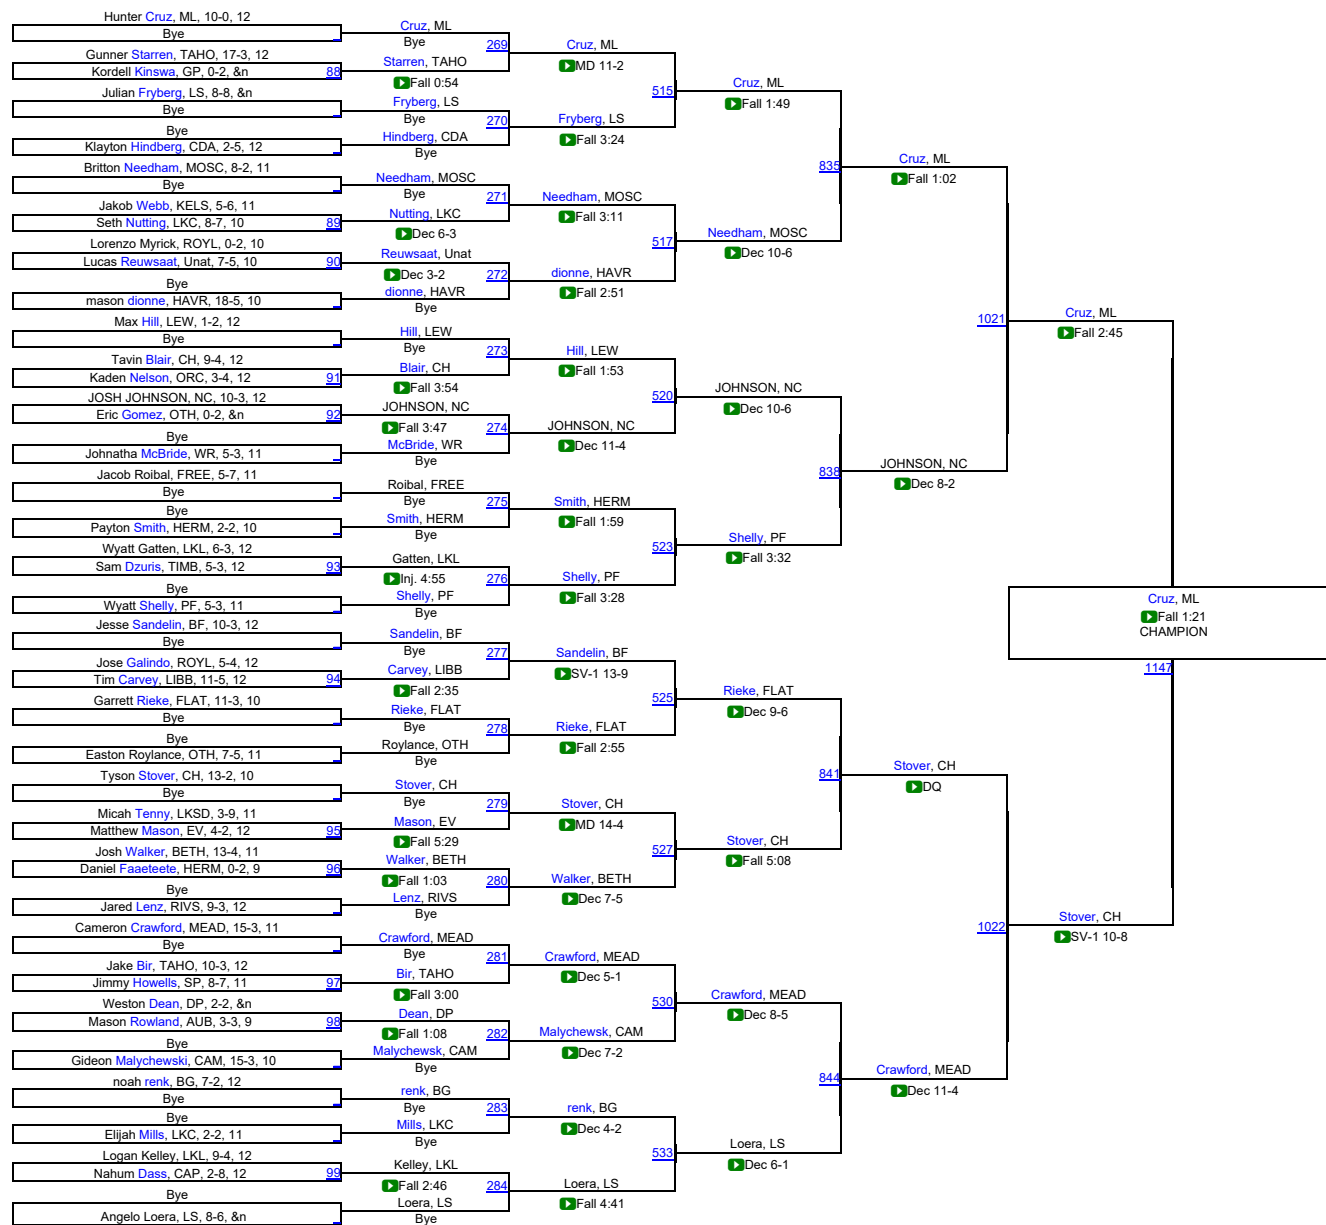 Hunter Cruz, ML, 10-0, 12
Bye
Gunner Starren, TAHO, 17-3, 12
Kordell Kinswa, GP, 0-2, &n
88
Julian Fryberg, LS, 8-8, &n
Bye
Bye
Klayton Hindberg, CDA, 2-5, 12
Britton Needham, MOSC, 8-2, 11
Bye
Jakob Webb, KELS, 5-6, 11
Seth Nutting, LKC, 8-7, 10
89
Lorenzo Myrick, ROYL, 0-2, 10
Lucas Reuwsaat, Unat, 7-5, 10
90
Bye
mason dionne, HAVR, 18-5, 10
Max Hill, LEW, 1-2, 12
Bye
Tavin Blair, CH, 9-4, 12
Kaden Nelson, ORC, 3-4, 12
91
JOSH JOHNSON, NC, 10-3, 12
Eric Gomez, OTH, 0-2, &n
92
Bye
Johnatha McBride, WR, 5-3, 11
Jacob Roibal, FREE, 5-7, 11
Bye
Bye
Payton Smith, HERM, 2-2, 10
Wyatt Gatten, LKL, 6-3, 12
Sam Dzuris, TIMB, 5-3, 12
93
Bye
Wyatt Shelly, PF, 5-3, 11
Jesse Sandelin, BF, 10-3, 12
Bye
Jose Galindo, ROYL, 5-4, 12
Tim Carvey, LIBB, 11-5, 12
94
Garrett Rieke, FLAT, 11-3, 10
Bye
Bye
Easton Roylance, OTH, 7-5, 11
Tyson Stover, CH, 13-2, 10
Bye
Micah Tenny, LKSD, 3-9, 11
Matthew Mason, EV, 4-2, 12
95
Josh Walker, BETH, 13-4, 11
Daniel Faaeteete, HERM, 0-2, 9
96
Bye
Jared Lenz, RIVS, 9-3, 12
Cameron Crawford, MEAD, 15-3, 11
Bye
Jake Bir, TAHO, 10-3, 12
Jimmy Howells, SP, 8-7, 11
97
Weston Dean, DP, 2-2, &n
Mason Rowland, AUB, 3-3, 9
98
Bye
Gideon Malychewski, CAM, 15-3, 10
noah renk, BG, 7-2, 12
Bye
Bye
Elijah Mills, LKC, 2-2, 11
Logan Kelley, LKL, 9-4, 12
Nahum Dass, CAP, 2-8, 12
99
Bye
Angelo Loera, LS, 8-6, &n
Cruz, ML
Bye
269
Starren, TAHO
Fall 0:54
Fryberg, LS
Bye
270
Hindberg, CDA
Bye
Needham, MOSC
Bye
271
Nutting, LKC
Dec 6-3
Reuwsaat, Unat
Dec 3-2
272
dionne, HAVR
Bye
Hill, LEW
Bye
273
Blair, CH
Fall 3:54
JOHNSON, NC
Fall 3:47
274
McBride, WR
Bye
Roibal, FREE
Bye
275
Smith, HERM
Bye
Gatten, LKL
Inj. 4:55
276
Shelly, PF
Bye
Sandelin, BF
Bye
277
Carvey, LIBB
Fall 2:35
Rieke, FLAT
Bye
278
Roylance, OTH
Bye
Stover, CH
Bye
279
Mason, EV
Fall 5:29
Walker, BETH
Fall 1:03
280
Lenz, RIVS
Bye
Crawford, MEAD
Bye
281
Bir, TAHO
Fall 3:00
Dean, DP
Fall 1:08
282
Malychewsk, CAM
Bye
renk, BG
Bye
283
Mills, LKC
Bye
Kelley, LKL
Fall 2:46
284
Loera, LS
Bye
Cruz, ML
MD 11-2
515
Fryberg, LS
Fall 3:24
Needham, MOSC
Fall 3:11
517
dionne, HAVR
Fall 2:51
Hill, LEW
Fall 1:53
520
JOHNSON, NC
Dec 11-4
Smith, HERM
Fall 1:59
523
Shelly, PF
Fall 3:28
Sandelin, BF
SV-1 13-9
525
Rieke, FLAT
Fall 2:55
Stover, CH
MD 14-4
527
Walker, BETH
Dec 7-5
Crawford, MEAD
Dec 5-1
530
Malychewsk, CAM
Dec 7-2
renk, BG
Dec 4-2
533
Loera, LS
Fall 4:41
Cruz, ML
Fall 1:49
835
Needham, MOSC
Dec 10-6
JOHNSON, NC
Dec 10-6
838
Shelly, PF
Fall 3:32
Rieke, FLAT
Dec 9-6
841
Stover, CH
Fall 5:08
Crawford, MEAD
Dec 8-5
844
Loera, LS
Dec 6-1
Cruz, ML
Fall 1:02
1021
JOHNSON, NC
Dec 8-2
Stover, CH
DQ
1022
Crawford, MEAD
Dec 11-4
Cruz, ML
Fall 2:45
Stover, CH
SV-1 10-8
Cruz, ML
Fall 1:21
CHAMPION
1147